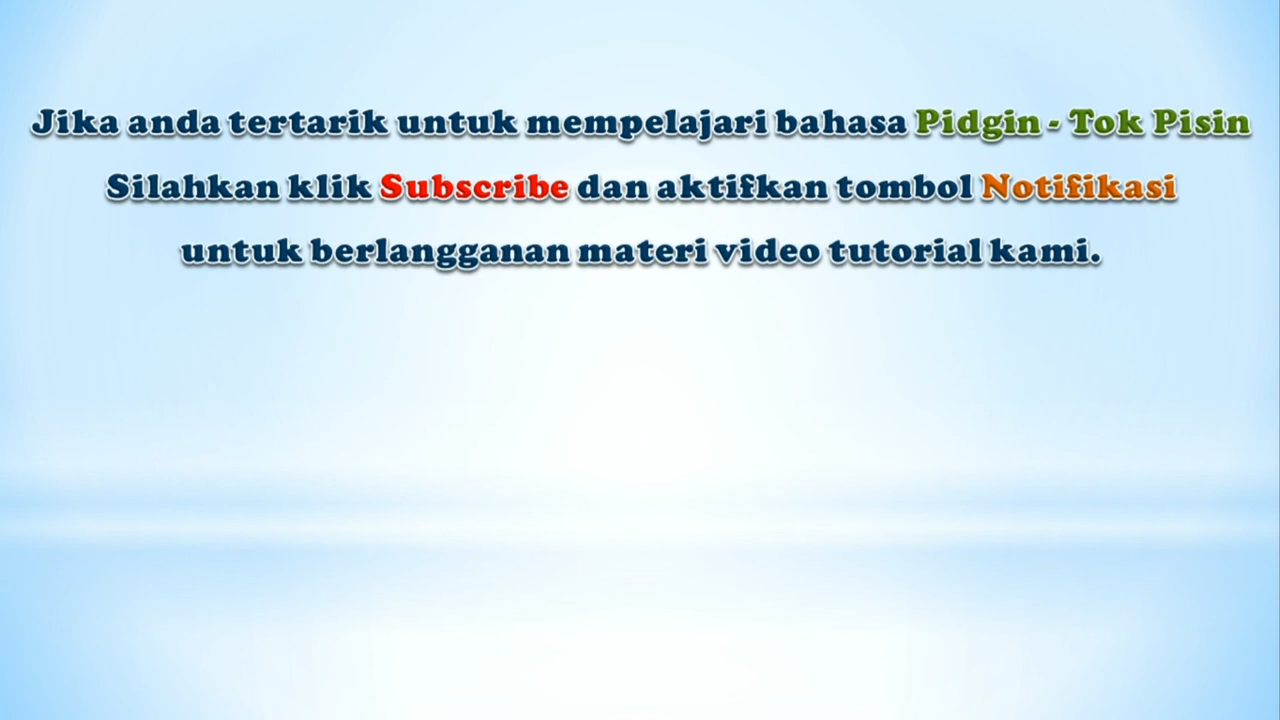 Jika anda tertarik untuk mempelajari bahasa Pidgin - Tok Pisin
Silahkan klik Subscribe dan aktifkan tombol Notifikasi
untuk berlangganan materi video tutorial kami.